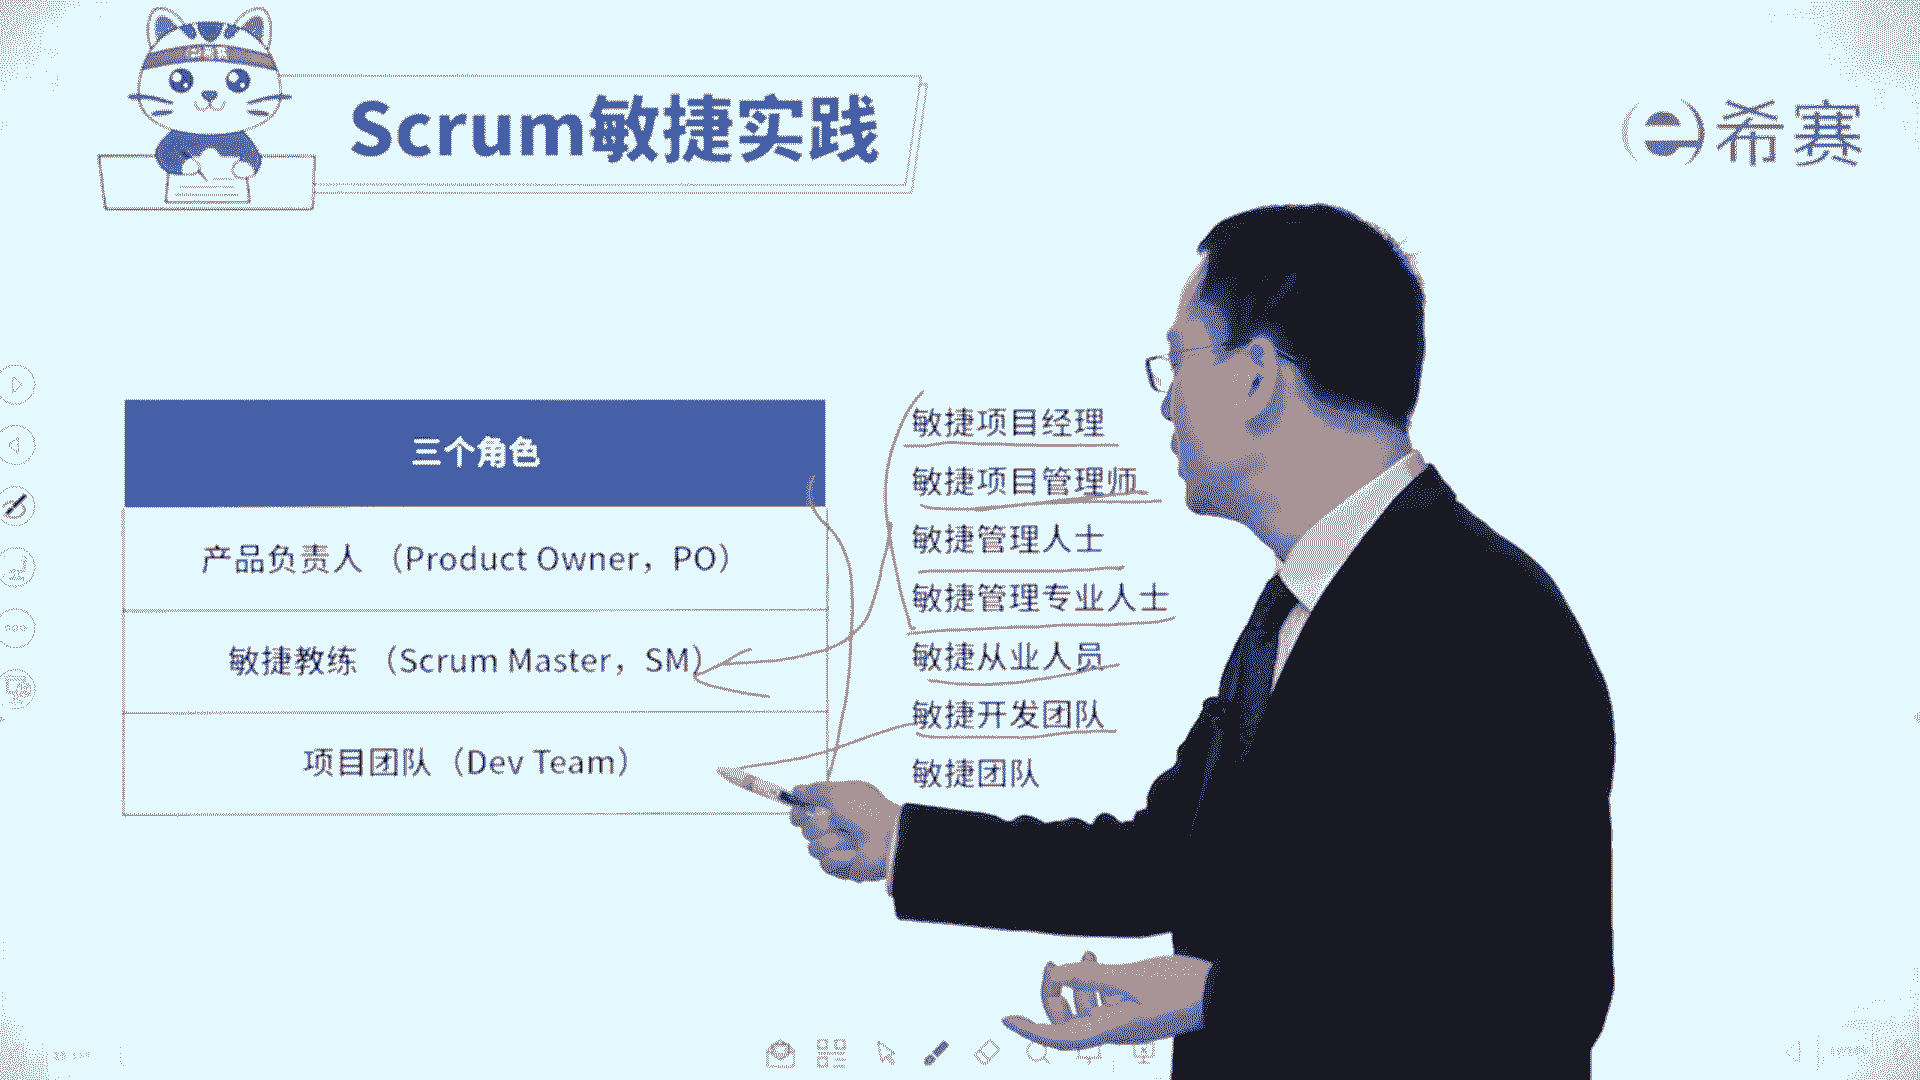 Scrum敏捷实践
希赛
三个角色
产品负责人 （Product Owner，PO）
敏捷教练 （Scrum Master，SM）
项目团队（Dev Team）
敏捷项目经理
敏捷项目管理师
敏捷管理人士
敏捷管理专业人士
敏捷从业人员
敏捷开发团队
敏捷团队